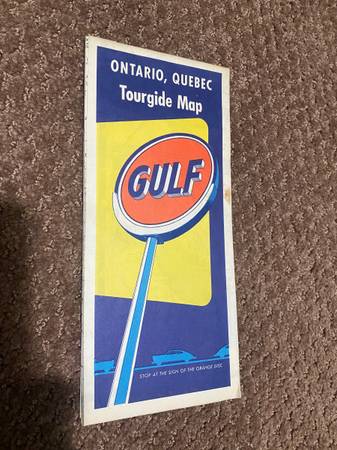 ONTARIO, QUEBEC
Tourgide Map
GULF
STOP AT THE SIGN OF THE ORANGE DISC